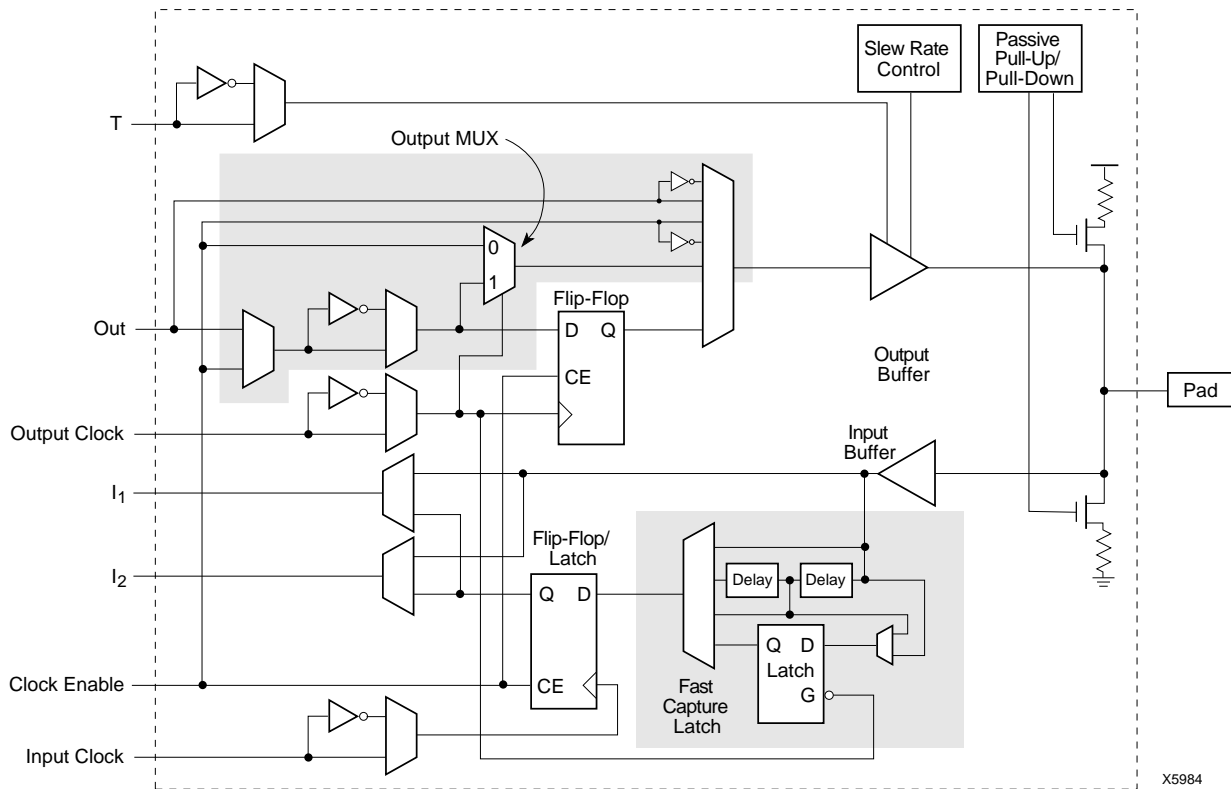 Slew Rate
Control
Passive
Pull-Up/
Pull-Down
T
Output MUX
0
1
Flip-Flop
D Q
CE
Out
Output
Buffer
Pad
Output Clock
Input
Buffer
I1
Flip-Flop/
Latch
I2
Delay
Delay
Q D
Q D
Latch
G
Clock Enable
CE
Fast
Capture
Latch
Input Clock
X5984